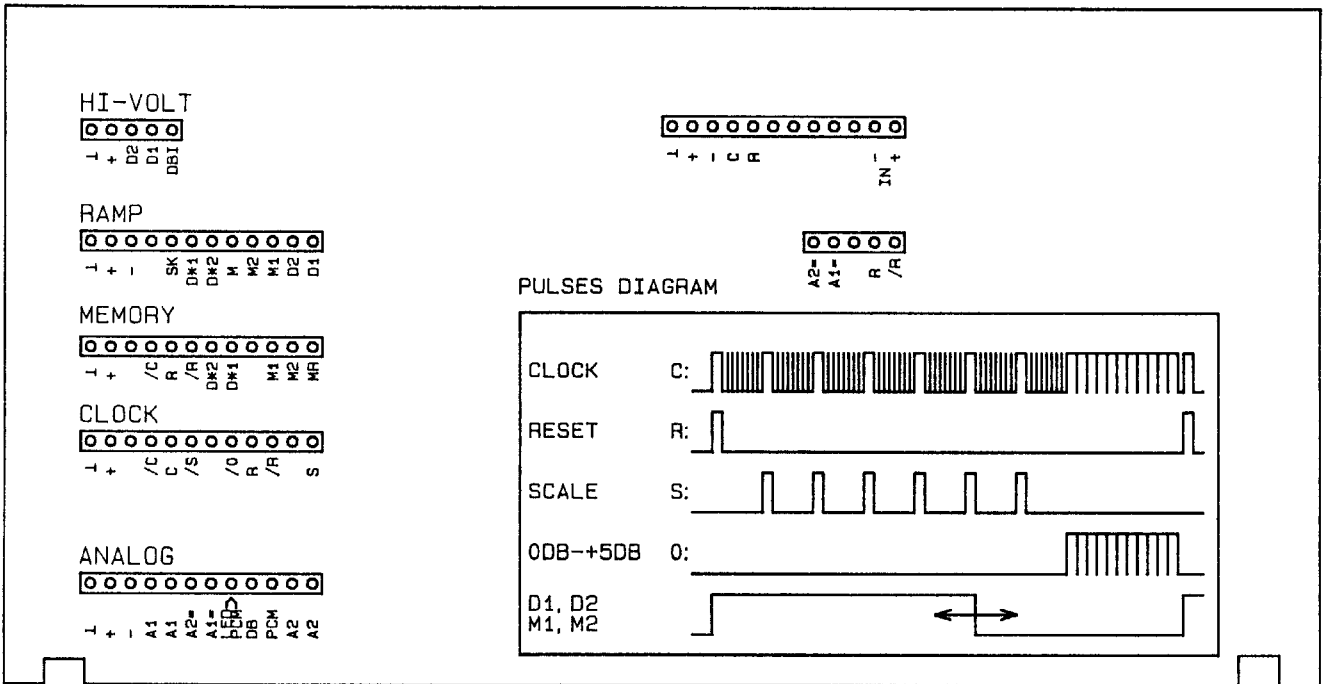 HI-VOLT
⊥ + D2 D1 DBI
⊥ + - C R IN - +
RAMP
⊥ + - SK D*1 D*2 M M2 M1 D2 D1
A2= A1= R /R
MEMORY
⊥ + /C R /R D*2 D*1 M1 M2 MR
CLOCK
⊥ + /C C /S /O R /R S
ANALOG
⊥ + - A1 A1 A2= A1= LED> PCM DB PCM A2 A2
PULSES DIAGRAM
CLOCK C:
RESET R:
SCALE S:
0DB-+5DB 0:
D1, D2
M1, M2